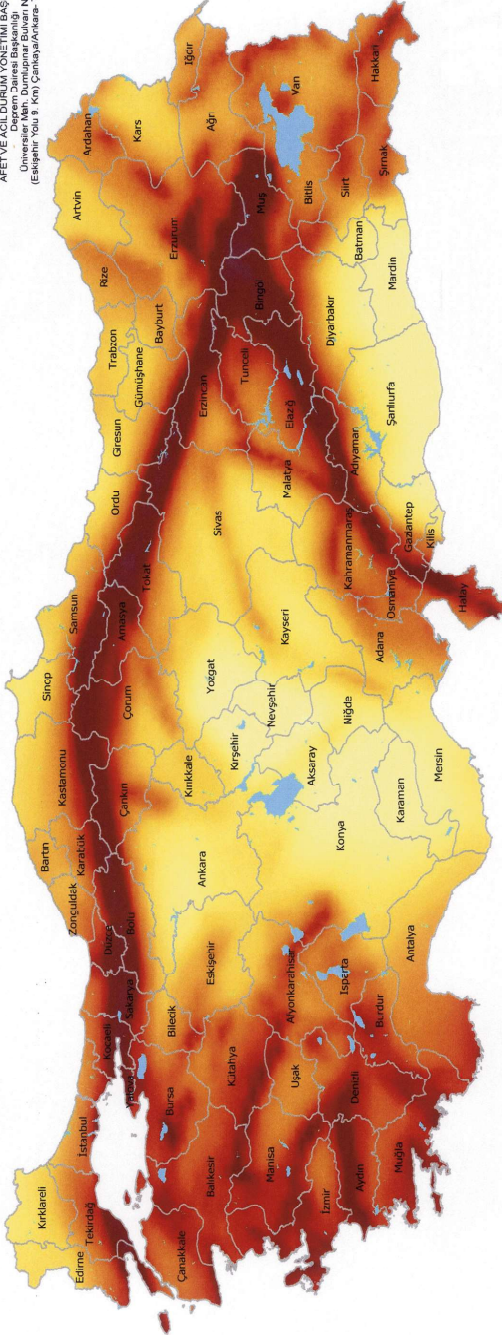 AFET VE ACİL DURUM YÖNETİMİ BAŞ
Deprem Dairesi Başkanlığı
Üniversiler Mah. Dumlupınar Bulvarı N
(Eskişehir Yolu 9. Km) Çankaya/Ankara-
Kırklareli
Edirne
Tekirdağ
İstanbul
Çanakkale
Balıkesir
Bursa
Yalova
Kocaeli
Sakarya
Bilecik
Kütahya
Manisa
İzmir
Aydın
Muğla
Denizli
Uşak
Afyonkarahisar
Eskişehir
Düzce
Bolu
Zonguldak
Bartın
Karabük
Kastamonu
Çankırı
Ankara
Isparta
Burdur
Antalya
Konya
Karaman
Mersin
Aksaray
Niğde
Nevşehir
Kırşehir
Kırıkkale
Yozgat
Çorum
Sinop
Samsun
Amasya
Tokat
Ordu
Sivas
Kayseri
Adana
Osmaniye
Hatay
Kahramanmaraş
Gaziantep
Kilis
Malatya
Adıyaman
Şanlıurfa
Giresun
Trabzon
Gümüşhane
Bayburt
Erzincan
Tunceli
Elazığ
Bingöl
Diyarbakır
Mardin
Batman
Rize
Artvin
Ardahan
Kars
Erzurum
Ağrı
Iğdır
Muş
Bitlis
Van
Siirt
Şırnak
Hakkari